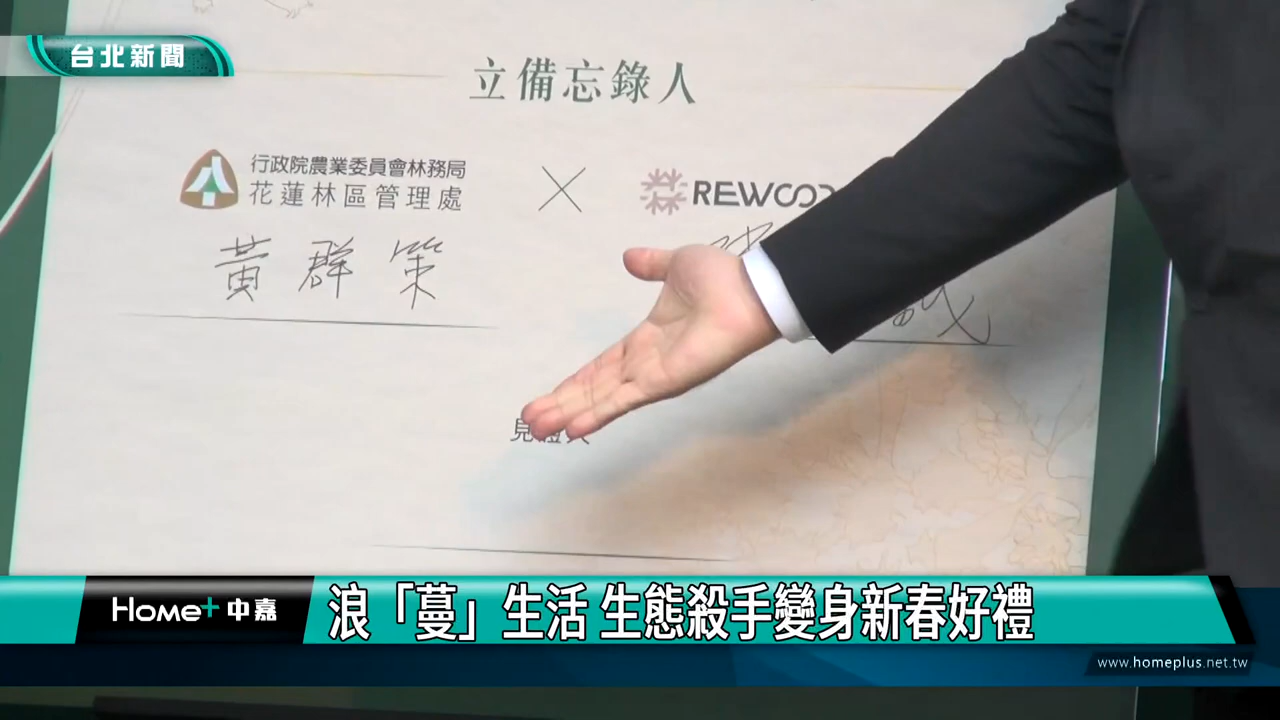 台北新聞
立備忘錄人
行政院農業委員會林務局
花蓮林區管理處
REWOOD
黃群策
Home+中嘉
浪「蔓」生活 生態殺手變身新春好禮
www.homeplus.net.tw